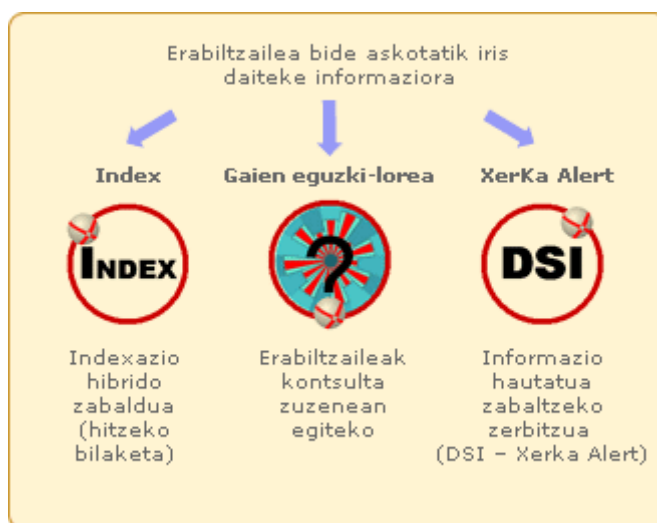 Erabiltzailea bide askotatik iris
daiteke informaziora
Index
Gaien eguzki-lorea
XerKa Alert
INDEX
?
DSI
Indexazio
hibrido
zabaldua
(hitzeko
bilaketa)
Erabiltzaileak
kontsulta
zuzenean
egiteko
Informazio
hautatua
zabaltzeko
zerbitzua
(DSI – Xerka Alert)